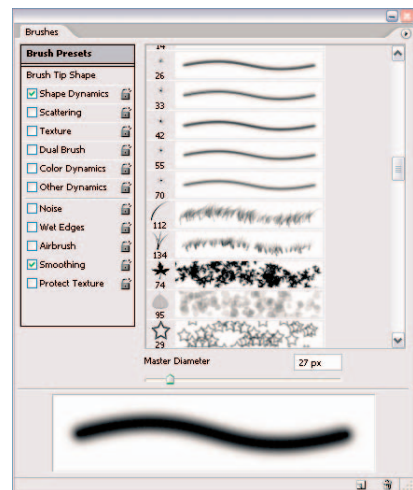 Brushes
Brush Presets
Brush Tip Shape
Shape Dynamics
Scattering
Texture
Dual Brush
Color Dynamics
Other Dynamics
Noise
Wet Edges
Airbrush
Smoothing
Protect Texture
14
26
33
42
55
70
112
134
74
95
29
Master Diameter
27 px